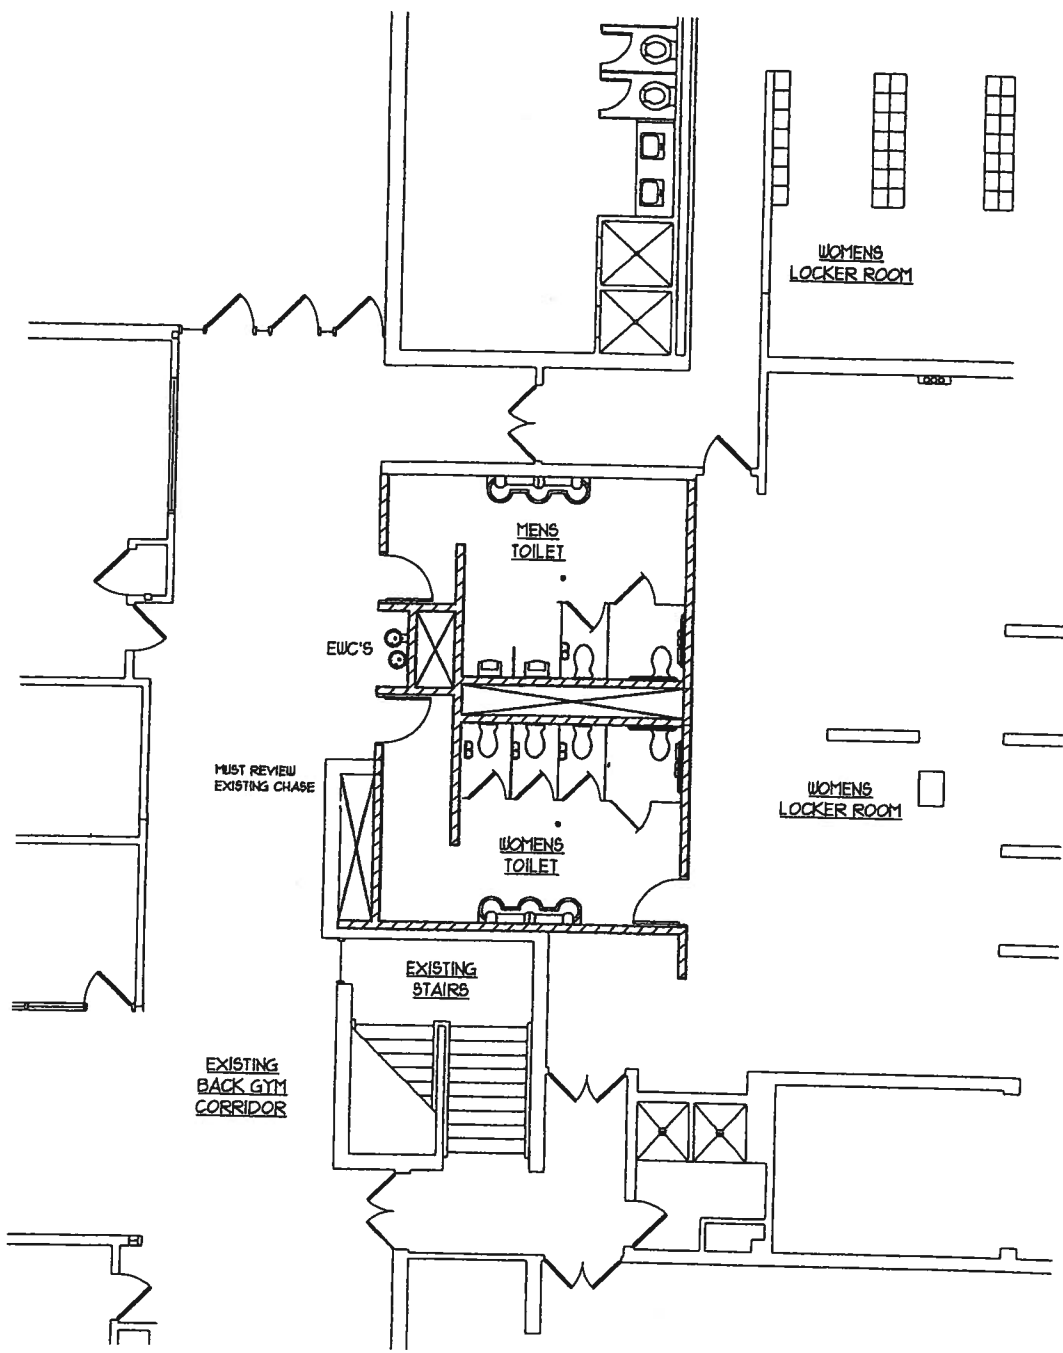 WOMENS
LOCKER ROOM
MENS
TOILET
EWC'S
MUST REVIEW
EXISTING CHASE
WOMENS
LOCKER ROOM
WOMENS
TOILET
EXISTING
STAIRS
EXISTING
BACK GYM
CORRIDOR